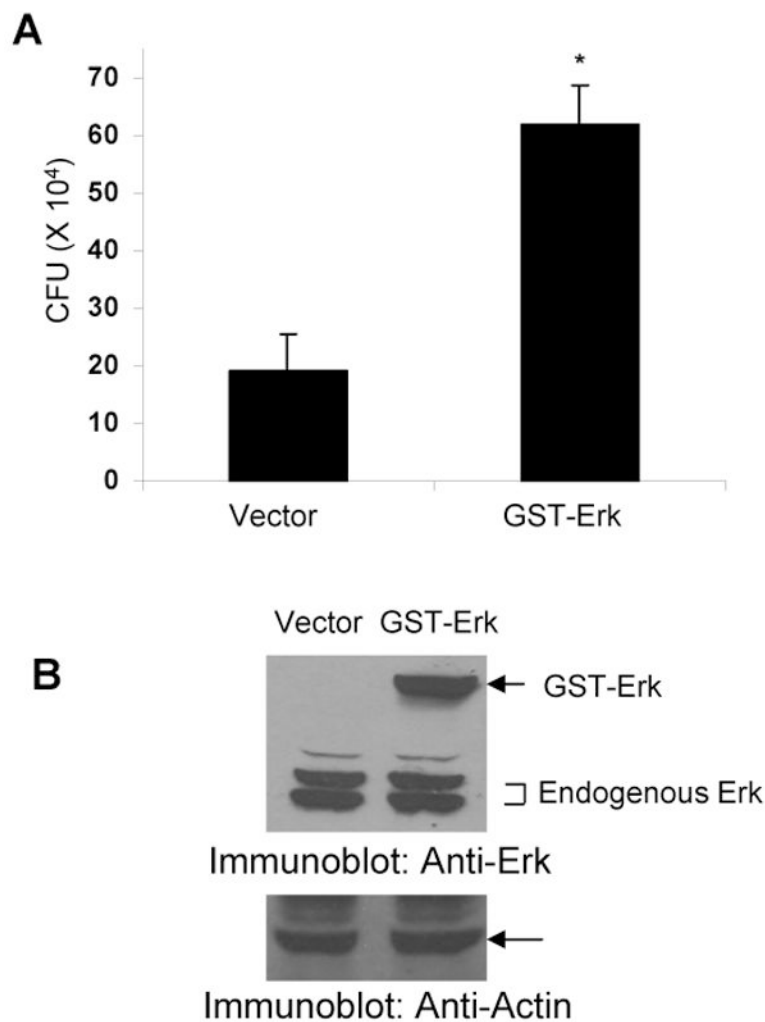 A
*
70
60
50
40
30
20
10
0
CFU (X 10⁴)
Vector GST-Erk
B
Vector GST-Erk
GST-Erk
Endogenous Erk
Immunoblot: Anti-Erk
Immunoblot: Anti-Actin